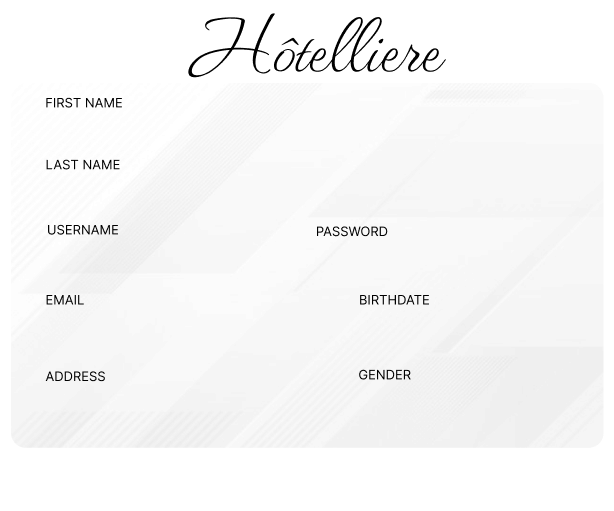 Hôtelliere
FIRST NAME
LAST NAME
USERNAME PASSWORD
EMAIL BIRTHDATE
ADDRESS GENDER